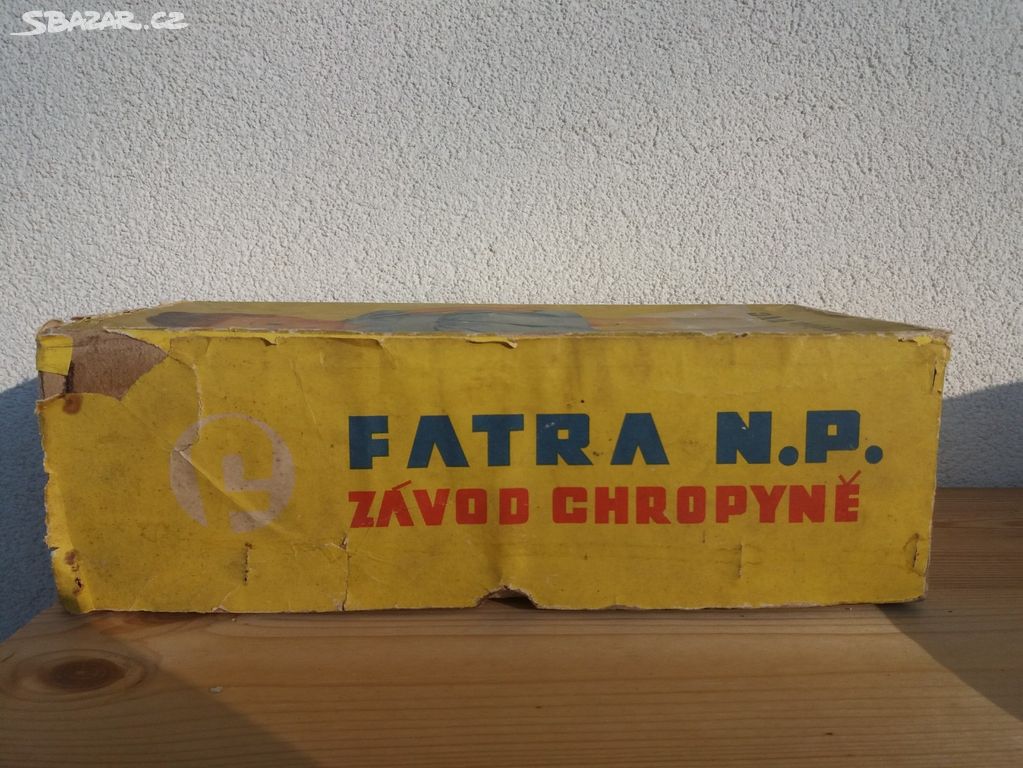 SBAZAR.CZ
FATRA N.P.
ZÁVOD CHROPYNĚ